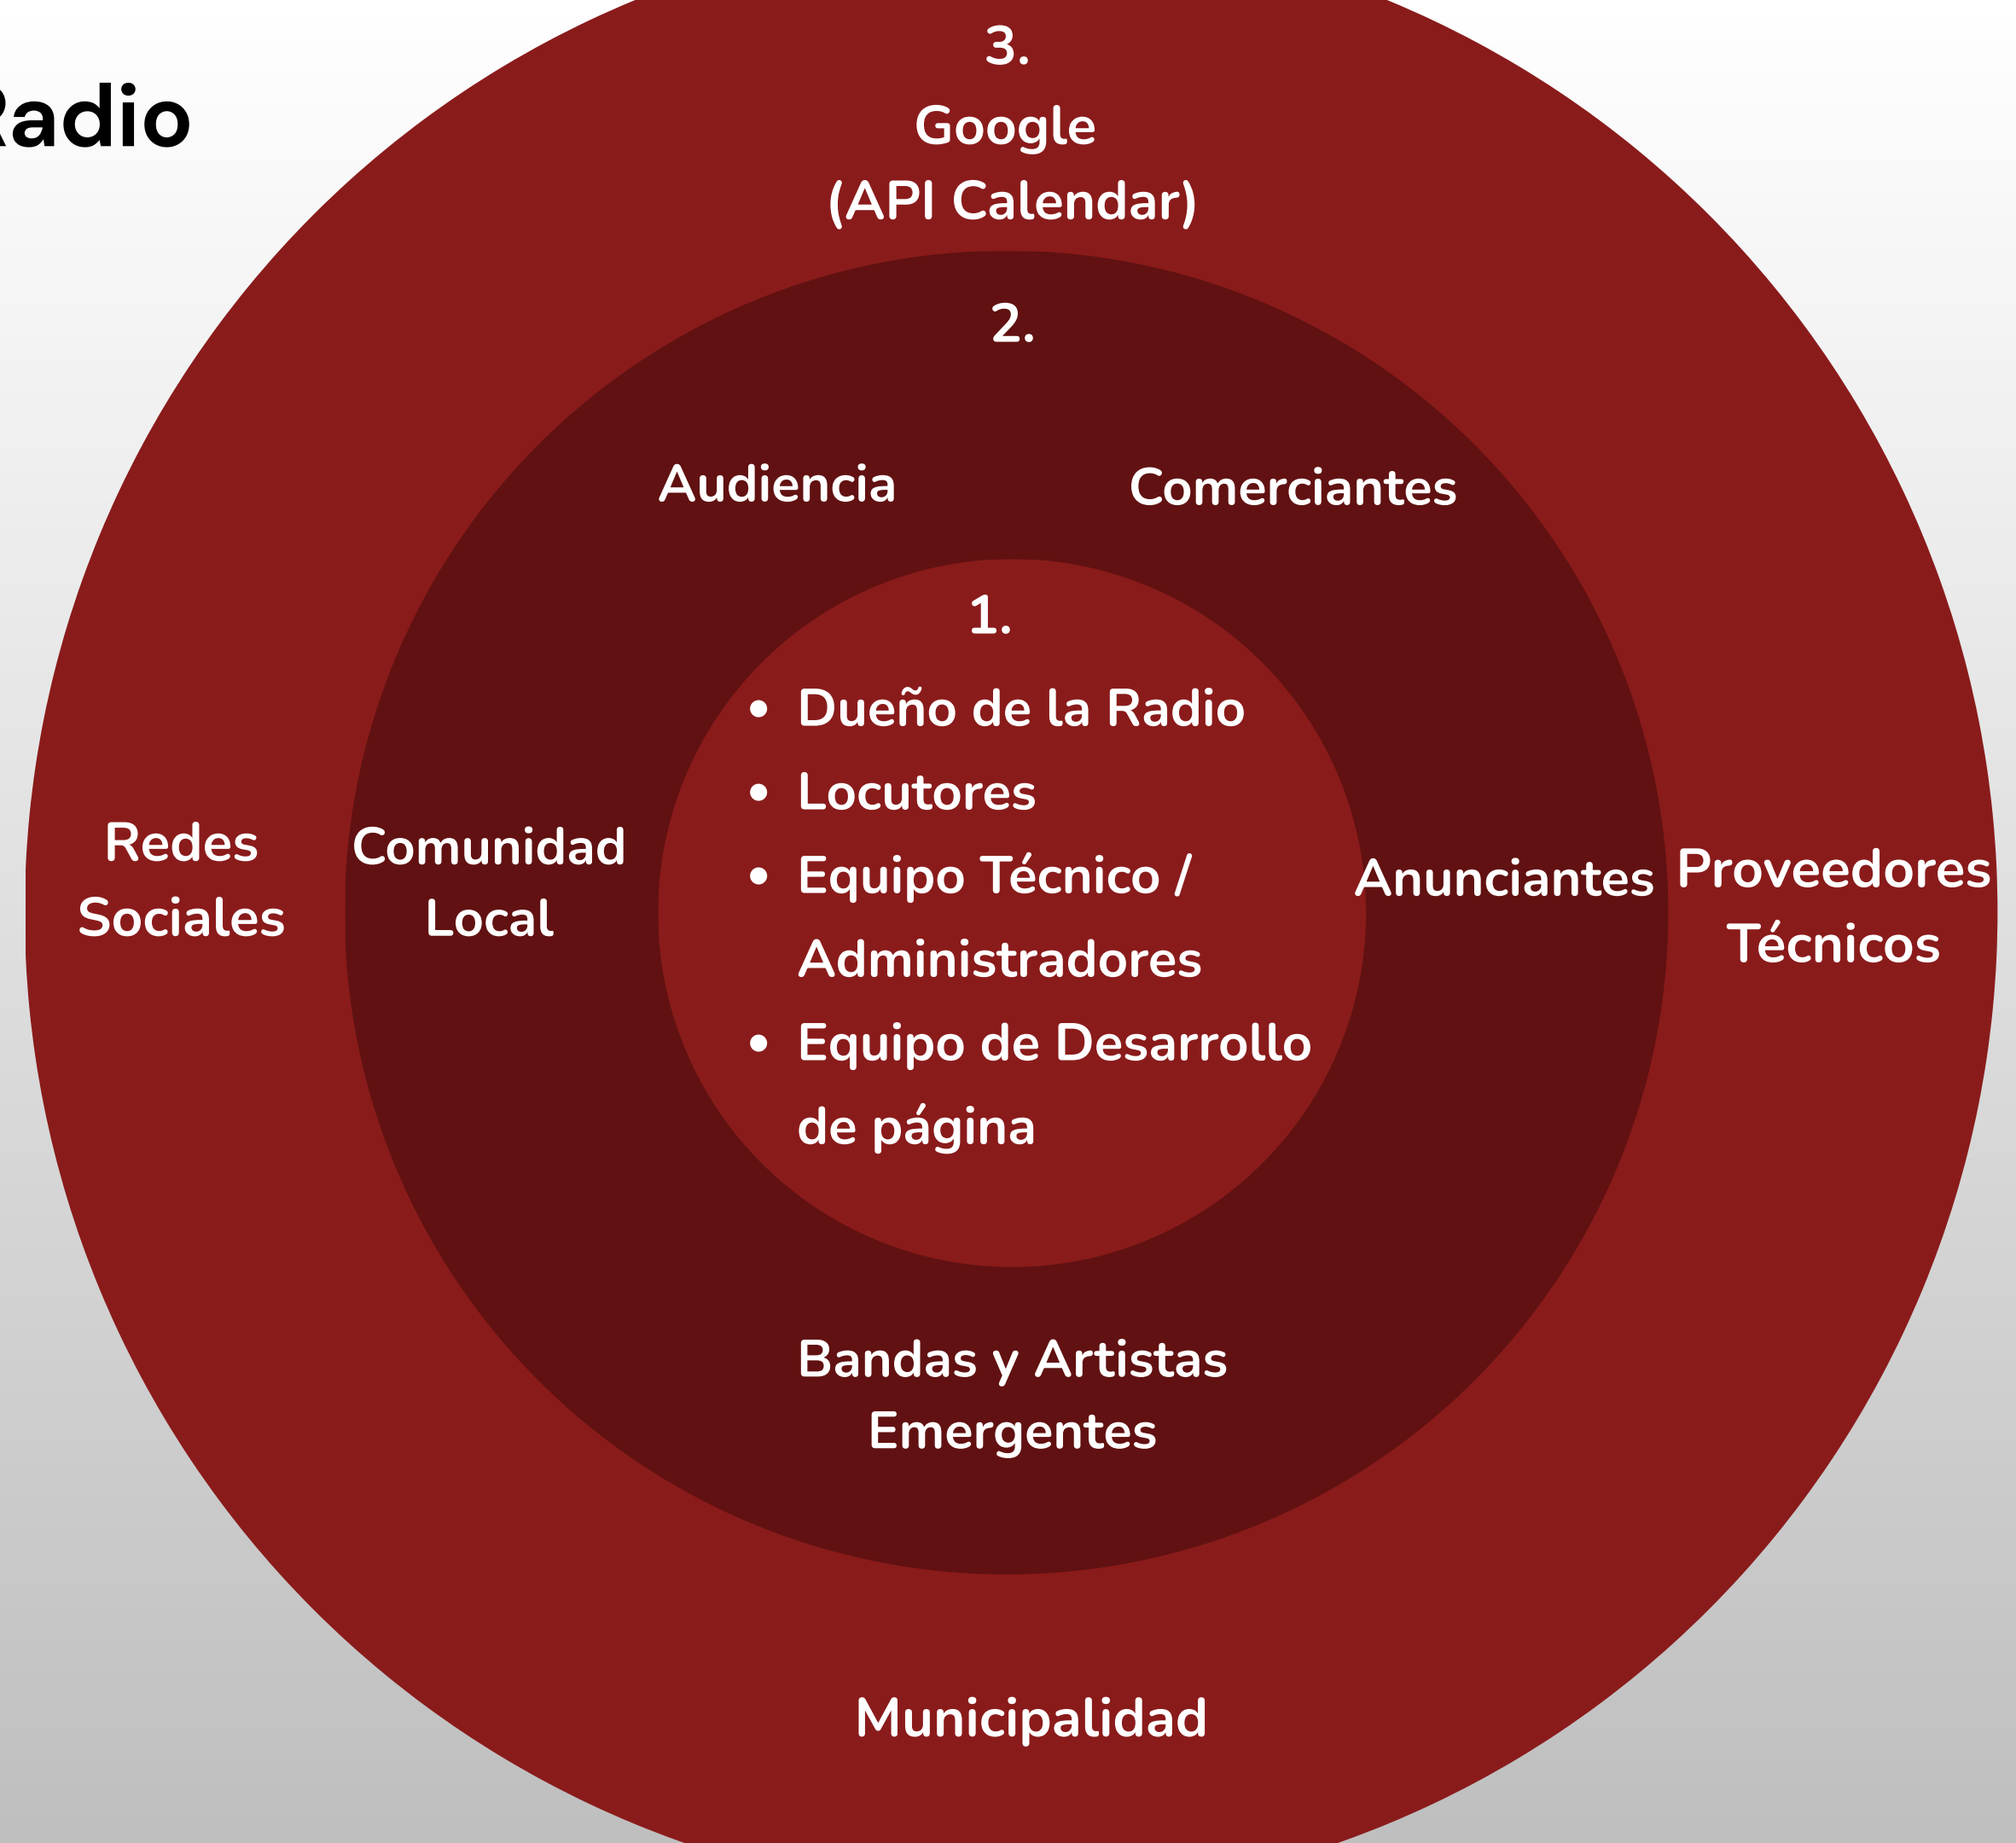 3.
Radio
Google
(API Calendar)
2.
Audiencia
Comerciantes
1.
• Dueño de la Radio
• Locutores
• Equipo Técnico /
Administradores
• Equipo de Desarrollo
de página
Redes
Sociales
Comunidad
Local
Anunciantes
Proveedores
Técnicos
Bandas y Artistas
Emergentes
Municipalidad